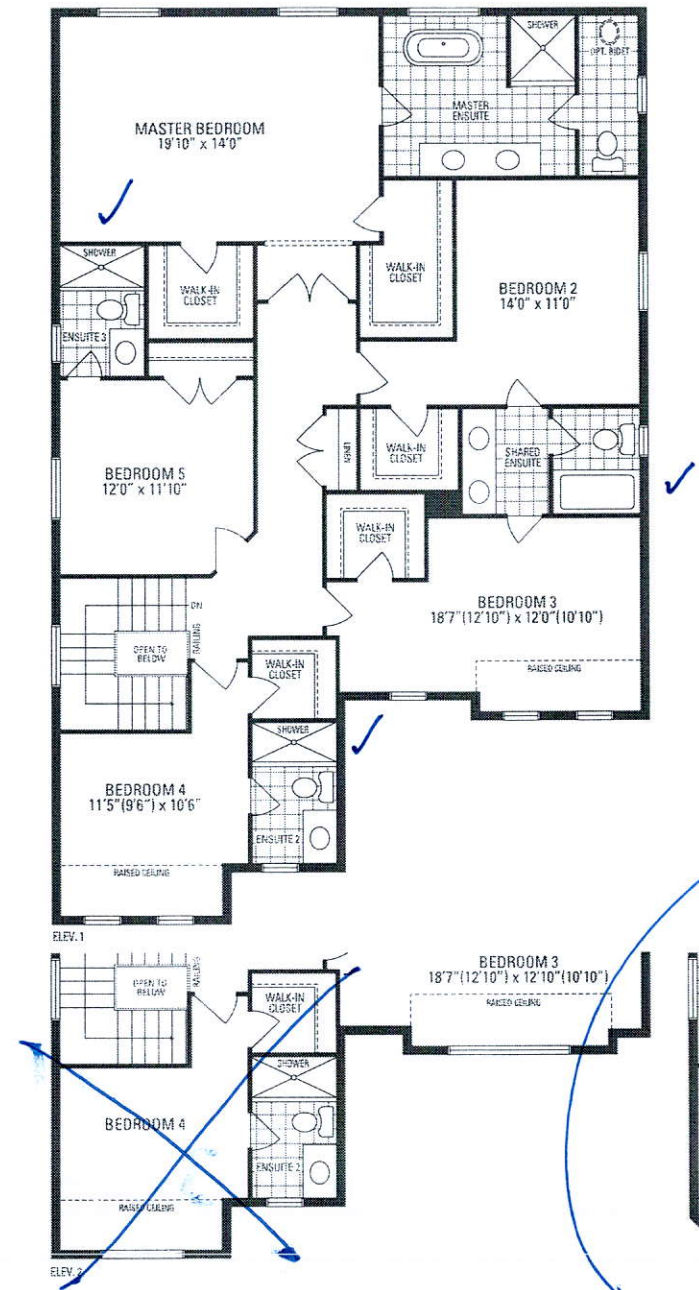 SHOWER
OPT. BIDET
MASTER
ENSUITE
MASTER BEDROOM
19'10" x 14'0"
SHOWER
WALK-IN
CLOSET
WALK-IN
CLOSET
BEDROOM 2
14'0" x 11'0"
ENSUITE 3
BEDROOM 5
12'0" x 11'10"
LINEN
WALK-IN
CLOSET
SHARED
ENSUITE
WALK-IN
CLOSET
BEDROOM 3
18'7"(12'10") x 12'0"(10'10")
RAISED CEILING
DN
RAILING
OPEN TO
BELOW
WALK-IN
CLOSET
SHOWER
BEDROOM 4
11'5"(9'6") x 10'6"
ENSUITE 2
RAISED CEILING
ELEV. 1
RAILING
OPEN TO
BELOW
WALK-IN
CLOSET
BEDROOM 3
18'7"(12'10") x 12'10"(10'10")
RAISED CEILING
SHOWER
BEDROOM 4
ENSUITE 2
RAISED CEILING
ELEV. 2